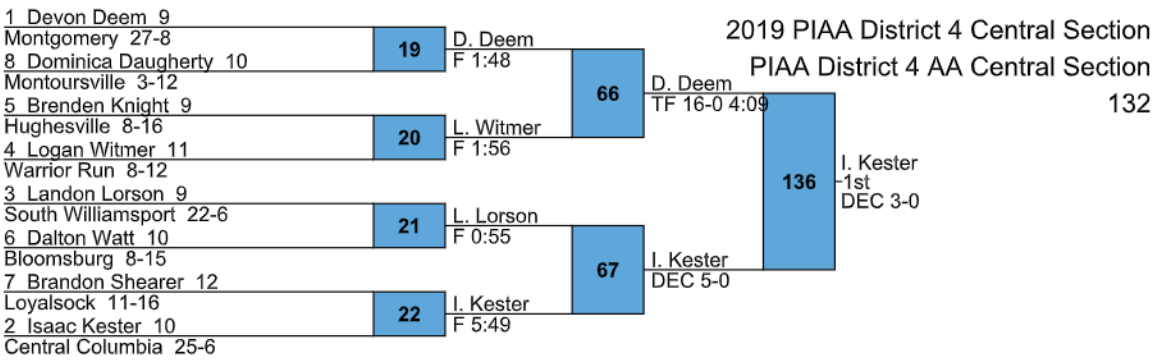 2019 PIAA District 4 Central Section
PIAA District 4 AA Central Section
132
1 Devon Deem 9
Montgomery 27-8
8 Dominica Daugherty 10
Montoursville 3-12
5 Brenden Knight 9
Hughesville 8-16
4 Logan Witmer 11
Warrior Run 8-12
3 Landon Lorson 9
South Williamsport 22-6
6 Dalton Watt 10
Bloomsburg 8-15
7 Brandon Shearer 12
Loyalsock 11-16
2 Isaac Kester 10
Central Columbia 25-6
19
20
21
22
D. Deem
F 1:48
L. Witmer
F 1:56
L. Lorson
F 0:55
I. Kester
F 5:49
66
67
D. Deem
TF 16-0 4:09
I. Kester
DEC 5-0
136
I. Kester
1st
DEC 3-0